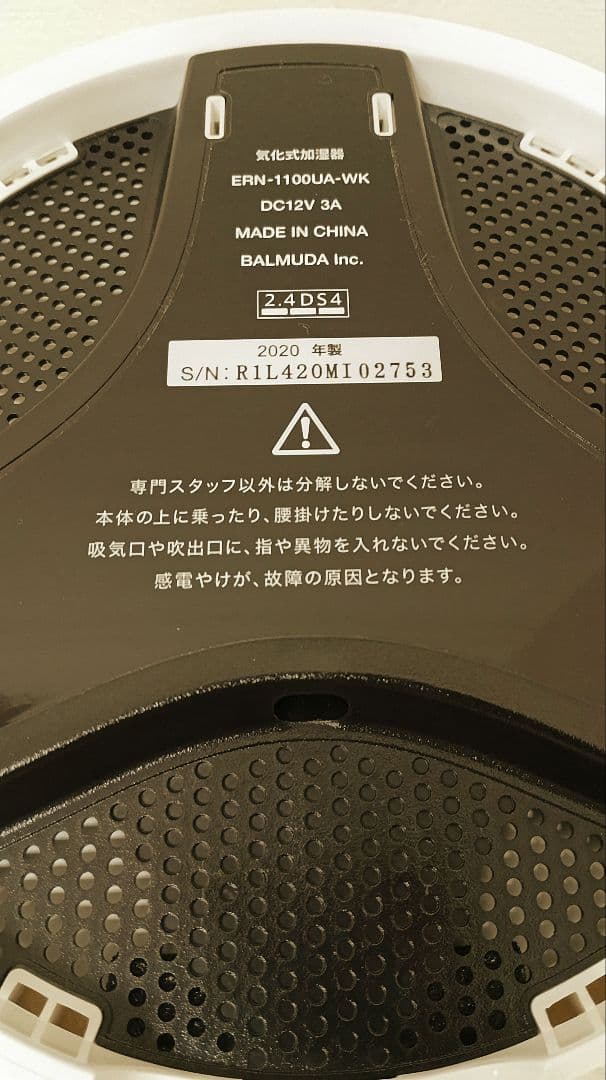 気化式加湿器
ERN-1100UA-WK
DC12V 3A
MADE IN CHINA
BALMUDA Inc.
2.4DS4
2020 年製
S/N: R1L420MI02753
専門スタッフ以外は分解しないでください。
本体の上に乗ったり、腰掛けたりしないでください。
吸気口や吹出口に、指や異物を入れないでください。
感電やけが、故障の原因となります。